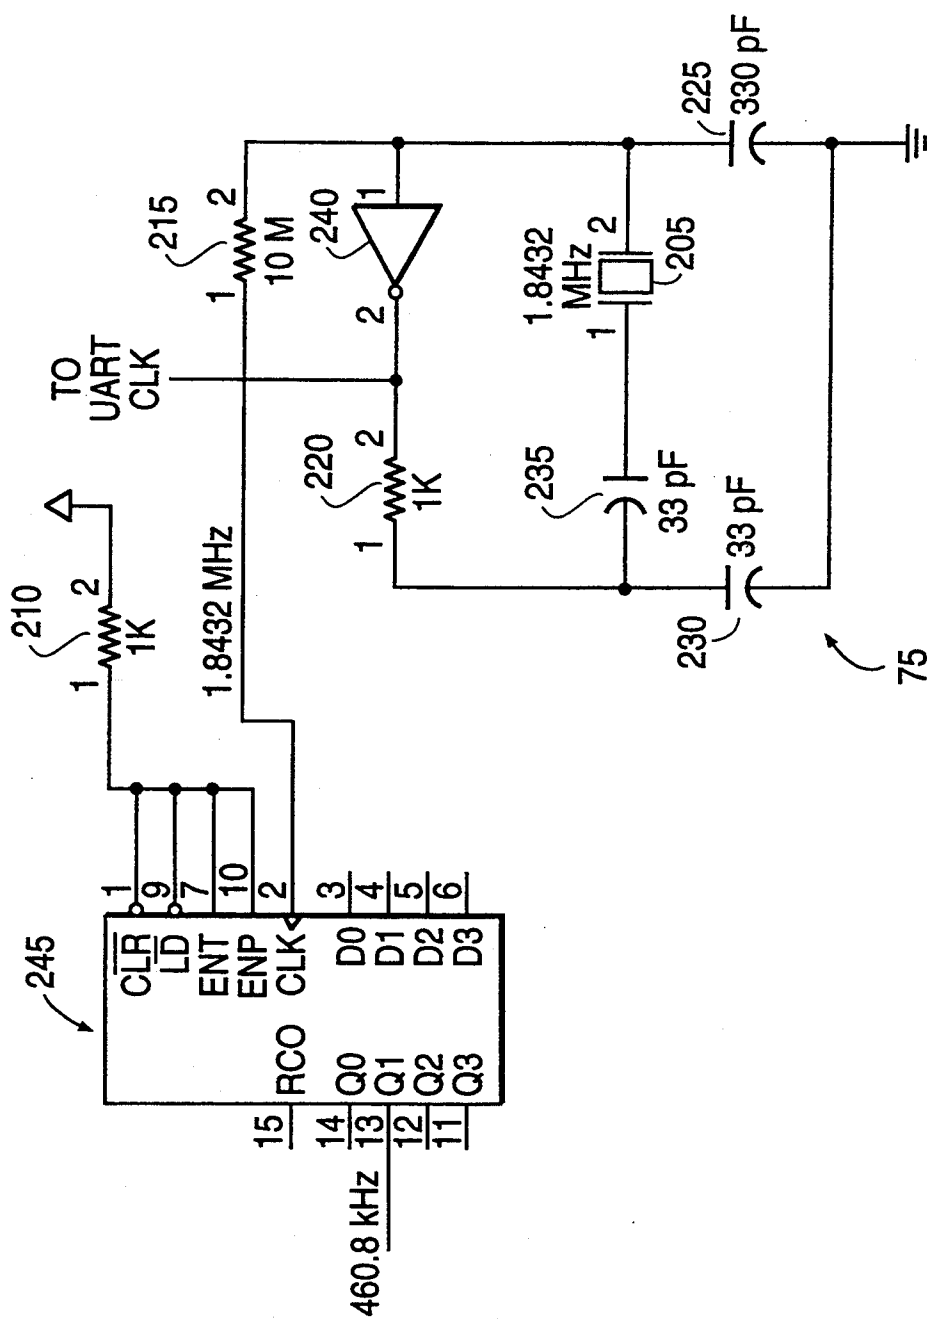 245
210
1
2
1K
1
9
7
10
2
CLR
LD
ENT
ENP
CLK
RCO
15
3
4
5
6
D0
D1
D2
D3
Q0
Q1
Q2
Q3
14
13
12
11
460.8 kHz
1.8432 MHz
TO
UART
CLK
215
1
2
10 M
240
1
2
220
1
2
1K
1.8432
MHz
1
2
205
235
33 pF
225
330 pF
230
33 pF
75